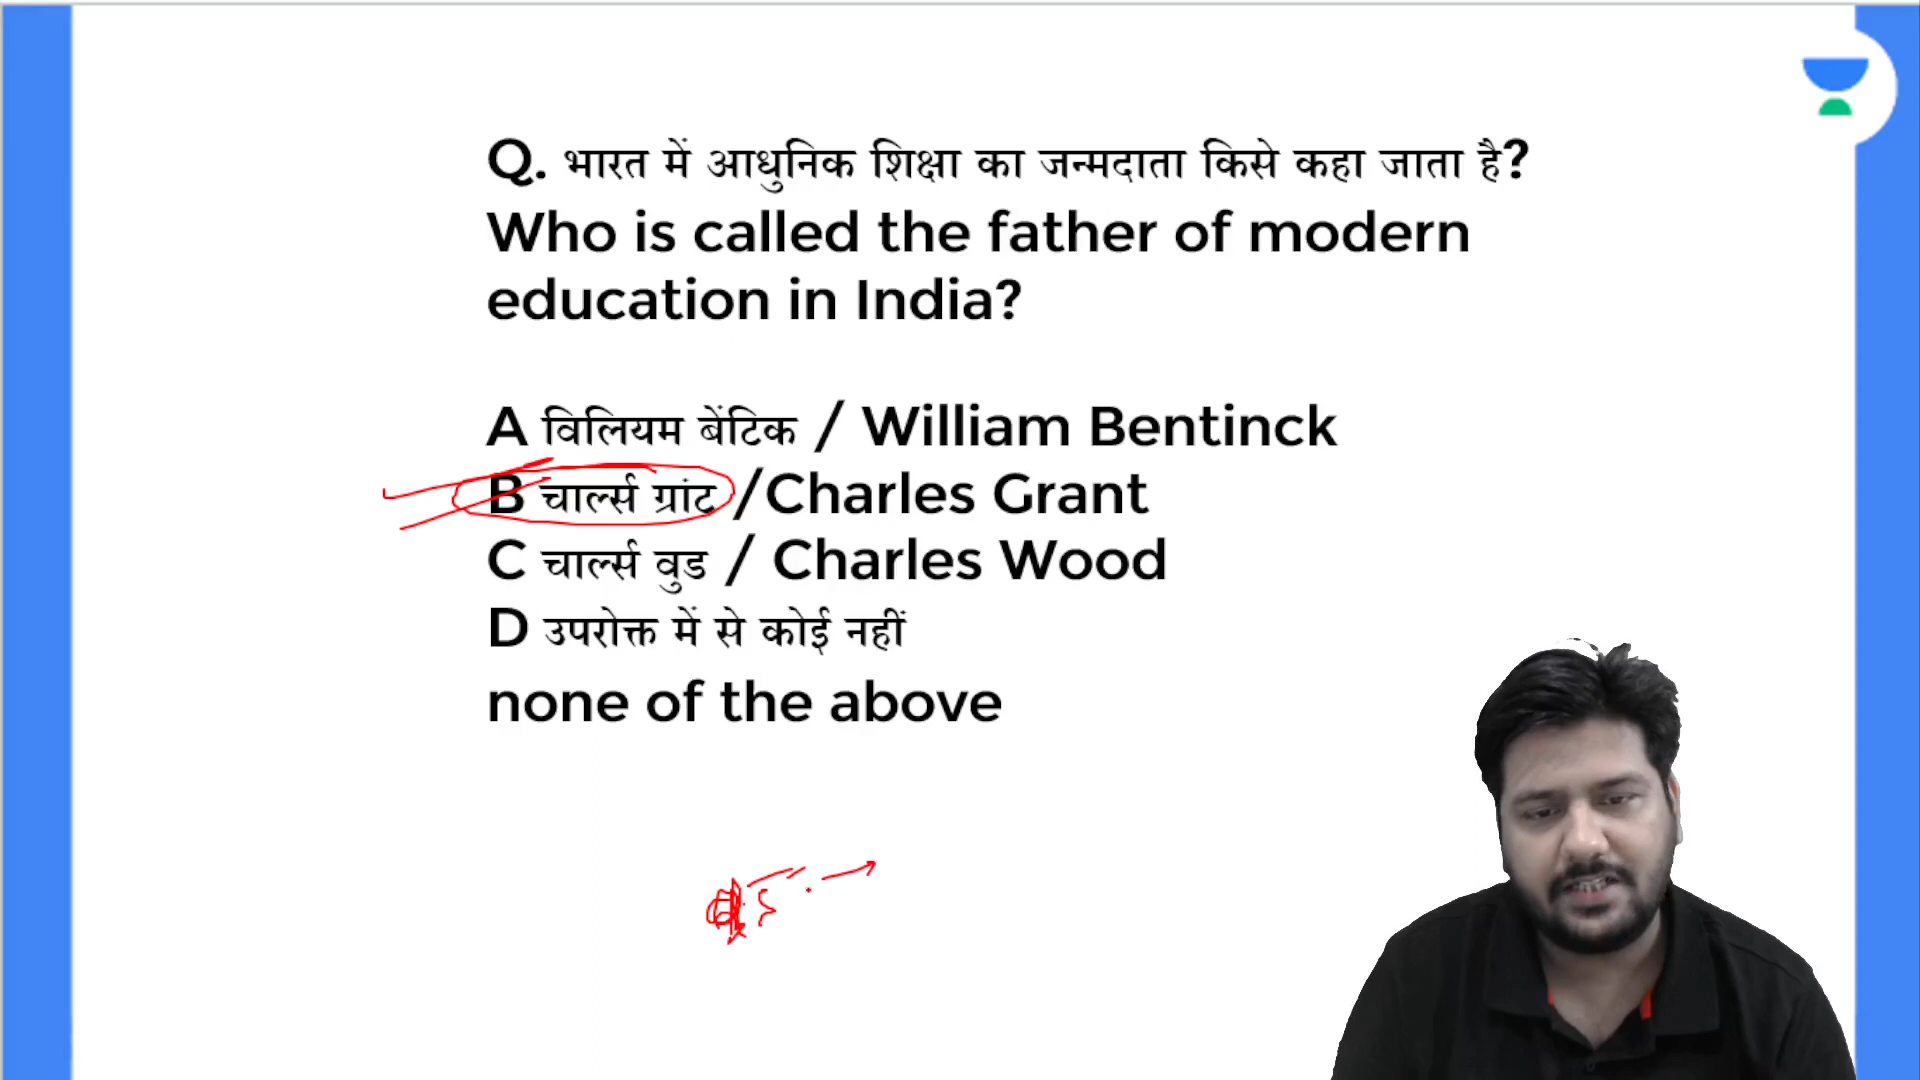 Q. भारत में आधुनिक शिक्षा का जन्मदाता किसे कहा जाता है?
Who is called the father of modern
education in India?
A विलियम बेंटिक / William Bentinck
B चार्ल्स ग्रांट /Charles Grant
C चार्ल्स वुड / Charles Wood
D उपरोक्त में से कोई नहीं
none of the above